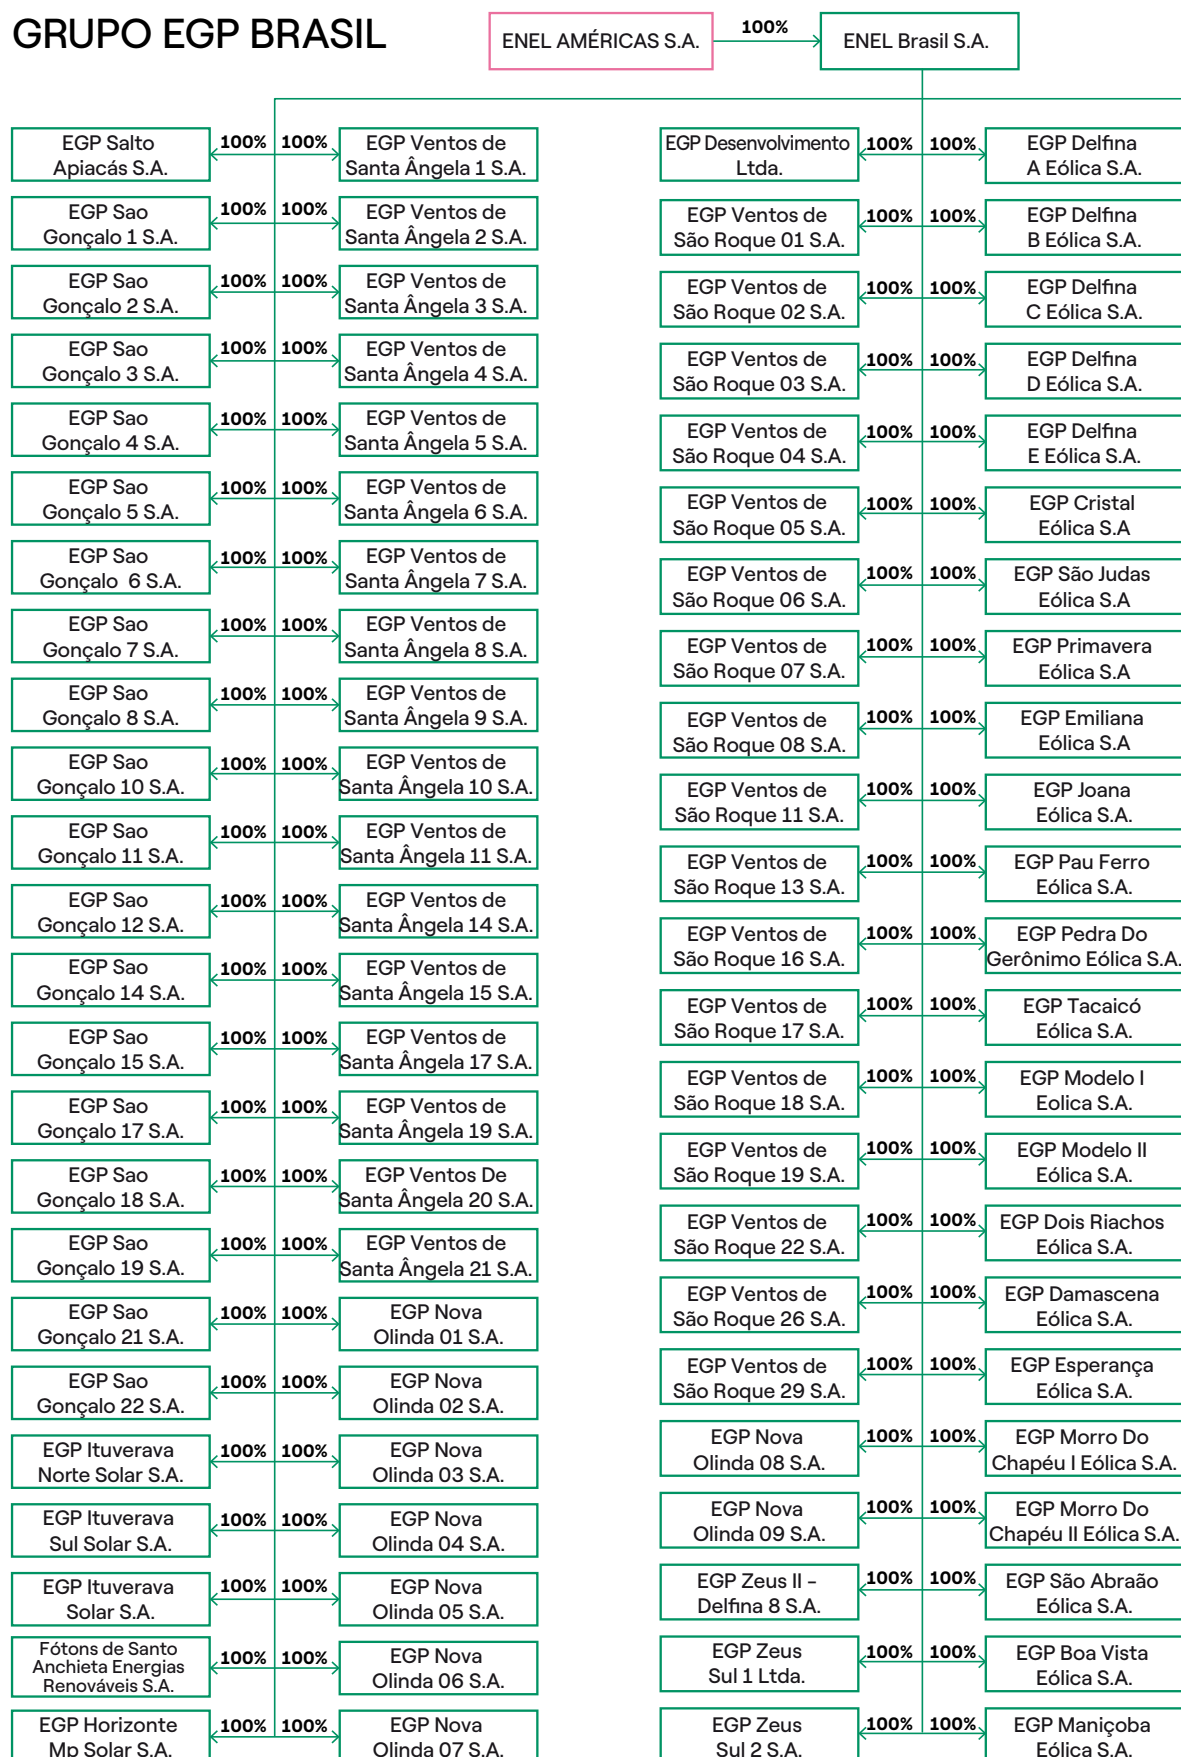 GRUPO EGP BRASIL
ENEL AMÉRICAS S.A.
100%
ENEL Brasil S.A.
EGP Salto
Apiacás S.A.
100% 100%
EGP Ventos de
Santa Ângela 1 S.A.
EGP Sao
Gonçalo 1 S.A.
100% 100%
EGP Ventos de
Santa Ângela 2 S.A.
EGP Sao
Gonçalo 2 S.A.
100% 100%
EGP Ventos de
Santa Ângela 3 S.A.
EGP Sao
Gonçalo 3 S.A.
100% 100%
EGP Ventos de
Santa Ângela 4 S.A.
EGP Sao
Gonçalo 4 S.A.
100% 100%
EGP Ventos de
Santa Ângela 5 S.A.
EGP Sao
Gonçalo 5 S.A.
100% 100%
EGP Ventos de
Santa Ângela 6 S.A.
EGP Sao
Gonçalo 6 S.A.
100% 100%
EGP Ventos de
Santa Ângela 7 S.A.
EGP Sao
Gonçalo 7 S.A.
100% 100%
EGP Ventos de
Santa Ângela 8 S.A.
EGP Sao
Gonçalo 8 S.A.
100% 100%
EGP Ventos de
Santa Ângela 9 S.A.
EGP Sao
Gonçalo 10 S.A.
100% 100%
EGP Ventos de
Santa Ângela 10 S.A.
EGP Sao
Gonçalo 11 S.A.
100% 100%
EGP Ventos de
Santa Ângela 11 S.A.
EGP Sao
Gonçalo 12 S.A.
100% 100%
EGP Ventos de
Santa Ângela 14 S.A.
EGP Sao
Gonçalo 14 S.A.
100% 100%
EGP Ventos de
Santa Ângela 15 S.A.
EGP Sao
Gonçalo 15 S.A.
100% 100%
EGP Ventos de
Santa Ângela 17 S.A.
EGP Sao
Gonçalo 17 S.A.
100% 100%
EGP Ventos de
Santa Ângela 19 S.A.
EGP Sao
Gonçalo 18 S.A.
100% 100%
EGP Ventos De
Santa Ângela 20 S.A.
EGP Sao
Gonçalo 19 S.A.
100% 100%
EGP Ventos de
Santa Ângela 21 S.A.
EGP Sao
Gonçalo 21 S.A.
100% 100%
EGP Nova
Olinda 01 S.A.
EGP Sao
Gonçalo 22 S.A.
100% 100%
EGP Nova
Olinda 02 S.A.
EGP Ituverava
Norte Solar S.A.
100% 100%
EGP Nova
Olinda 03 S.A.
EGP Ituverava
Sul Solar S.A.
100% 100%
EGP Nova
Olinda 04 S.A.
EGP Ituverava
Solar S.A.
100% 100%
EGP Nova
Olinda 05 S.A.
Fótons de Santo
Anchieta Energias
Renováveis S.A.
100% 100%
EGP Nova
Olinda 06 S.A.
EGP Horizonte
Mp Solar S.A.
100% 100%
EGP Nova
Olinda 07 S.A.
EGP Desenvolvimento
Ltda.
100% 100%
EGP Delfina
A Eólica S.A.
EGP Ventos de
São Roque 01 S.A.
100% 100%
EGP Delfina
B Eólica S.A.
EGP Ventos de
São Roque 02 S.A.
100% 100%
EGP Delfina
C Eólica S.A.
EGP Ventos de
São Roque 03 S.A.
100% 100%
EGP Delfina
D Eólica S.A.
EGP Ventos de
São Roque 04 S.A.
100% 100%
EGP Delfina
E Eólica S.A.
EGP Ventos de
São Roque 05 S.A.
100% 100%
EGP Cristal
Eólica S.A
EGP Ventos de
São Roque 06 S.A.
100% 100%
EGP São Judas
Eólica S.A
EGP Ventos de
São Roque 07 S.A.
100% 100%
EGP Primavera
Eólica S.A
EGP Ventos de
São Roque 08 S.A.
100% 100%
EGP Emiliana
Eólica S.A
EGP Ventos de
São Roque 11 S.A.
100% 100%
EGP Joana
Eólica S.A.
EGP Ventos de
São Roque 13 S.A.
100% 100%
EGP Pau Ferro
Eólica S.A.
EGP Ventos de
São Roque 16 S.A.
100% 100%
EGP Pedra Do
Gerônimo Eólica S.A.
EGP Ventos de
São Roque 17 S.A.
100% 100%
EGP Tacaicó
Eólica S.A.
EGP Ventos de
São Roque 18 S.A.
100% 100%
EGP Modelo I
Eolica S.A.
EGP Ventos de
São Roque 19 S.A.
100% 100%
EGP Modelo II
Eólica S.A.
EGP Ventos de
São Roque 22 S.A.
100% 100%
EGP Dois Riachos
Eólica S.A.
EGP Ventos de
São Roque 26 S.A.
100% 100%
EGP Damascena
Eólica S.A.
EGP Ventos de
São Roque 29 S.A.
100% 100%
EGP Esperança
Eólica S.A.
EGP Nova
Olinda 08 S.A.
100% 100%
EGP Morro Do
Chapéu I Eólica S.A.
EGP Nova
Olinda 09 S.A.
100% 100%
EGP Morro Do
Chapéu II Eólica S.A.
EGP Zeus II –
Delfina 8 S.A.
100% 100%
EGP São Abraão
Eólica S.A.
EGP Zeus
Sul 1 Ltda.
100% 100%
EGP Boa Vista
Eólica S.A.
EGP Zeus
Sul 2 S.A.
100% 100%
EGP Maniçoba
Eólica S.A.